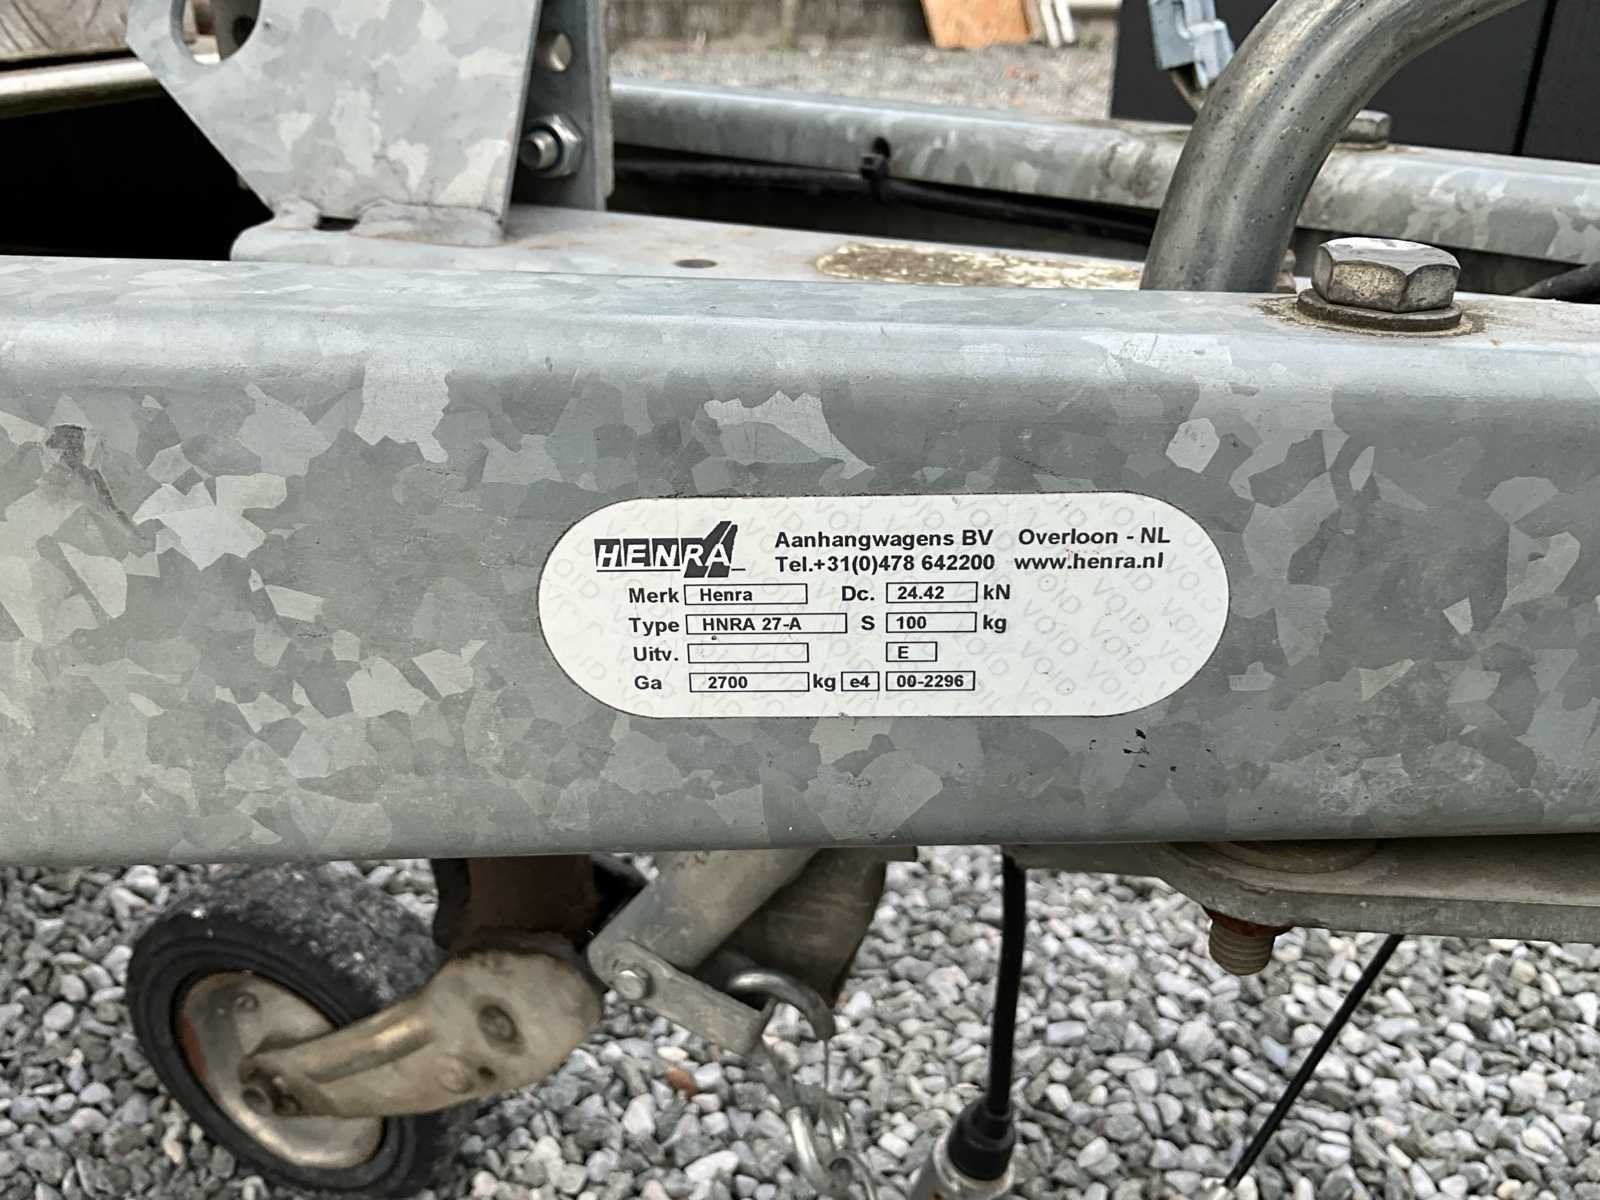 HENRA Aanhangwagens BV Overloon - NL
Tel.+31(0)478 642200 www.henra.nl
Merk Henra Dc. 24.42 kN
Type HNRA 27-A S 100 kg
Uitv. E
Ga 2700 kg e4 00-2296